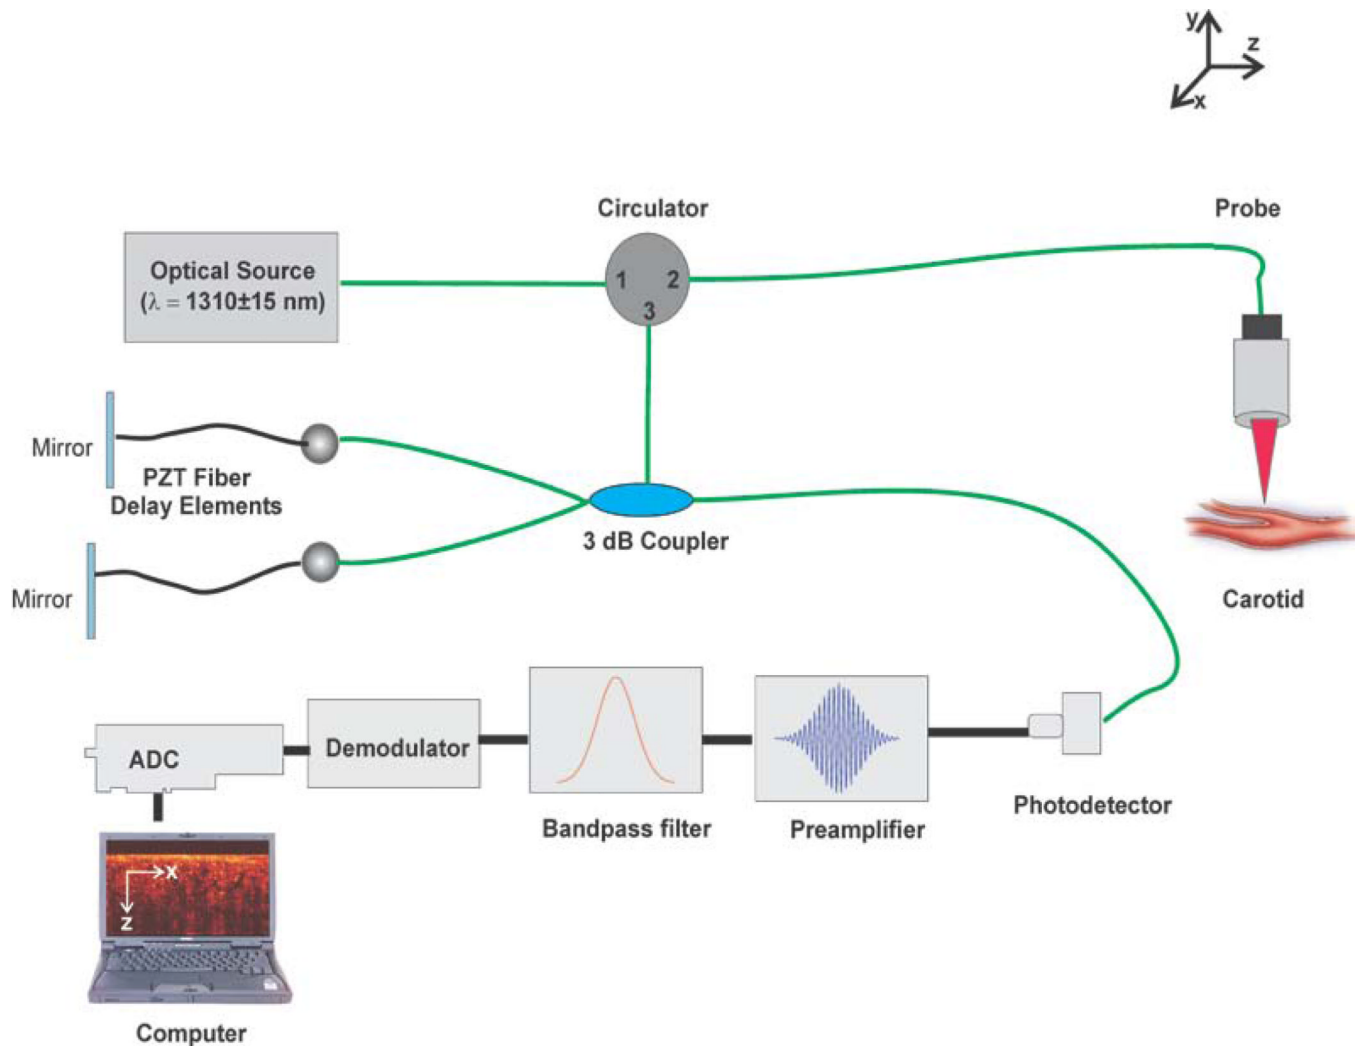 y
z
x
Circulator
Probe
Optical Source
(λ = 1310±15 nm)
1
2
3
Mirror
PZT Fiber
Delay Elements
3 dB Coupler
Mirror
Carotid
ADC
Demodulator
Bandpass filter
Preamplifier
Photodetector
X
Z
Computer